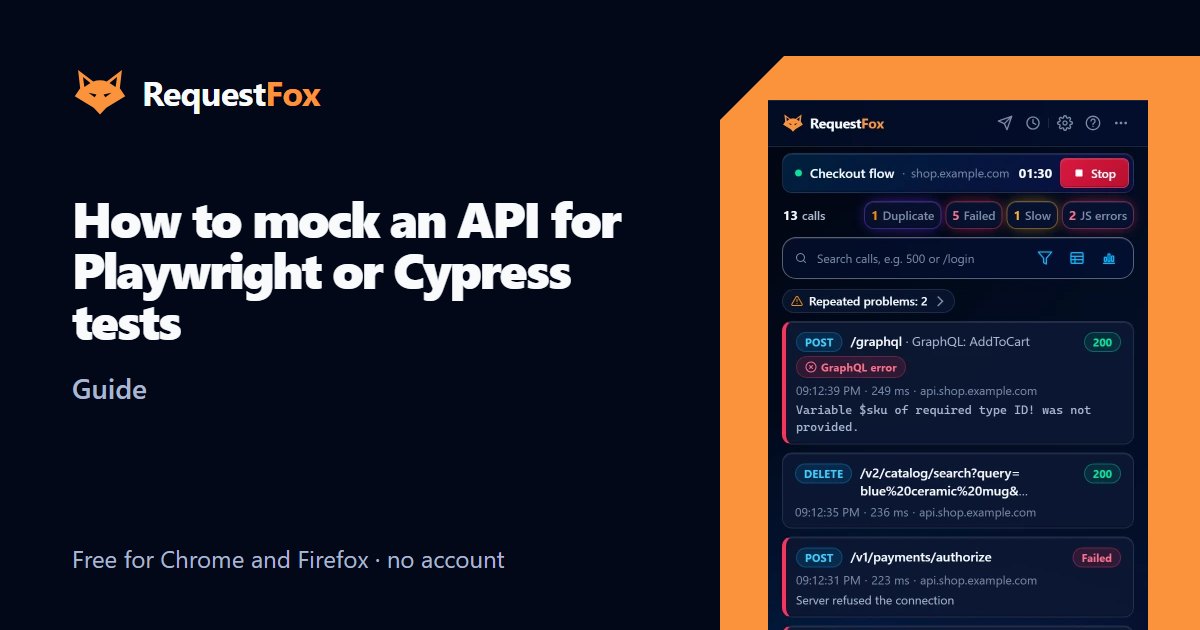 RequestFox
How to mock an API for
Playwright or Cypress
tests
Guide
Free for Chrome and Firefox · no account
RequestFox
Checkout flow · shop.example.com 01:30 Stop
13 calls 1 Duplicate 5 Failed 1 Slow 2 JS errors
Search calls, e.g. 500 or /login
Repeated problems: 2
POST /graphql · GraphQL: AddToCart 200
GraphQL error
09:12:39 PM · 249 ms · api.shop.example.com
Variable $sku of required type ID! was not
provided.
DELETE /v2/catalog/search?query= 200
blue%20ceramic%20mug&...
09:12:35 PM · 236 ms · api.shop.example.com
POST /v1/payments/authorize Failed
09:12:31 PM · 223 ms · api.shop.example.com
Server refused the connection